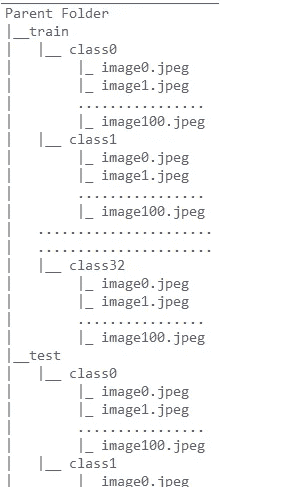 Parent Folder
|__train
|   |__ class0
|        |_ image0.jpeg
|        |_ image1.jpeg
|        ................
|        |_ image100.jpeg
|   |__ class1
|        |_ image0.jpeg
|        |_ image1.jpeg
|        ................
|        |_ image100.jpeg
|   ......................
|   ......................
|   |__ class32
|        |_ image0.jpeg
|        |_ image1.jpeg
|        ................
|        |_ image100.jpeg
|__test
|   |__ class0
|        |_ image0.jpeg
|        |_ image1.jpeg
|        ................
|        |_ image100.jpeg
|   |__ class1
|        |_ image0.jpeg